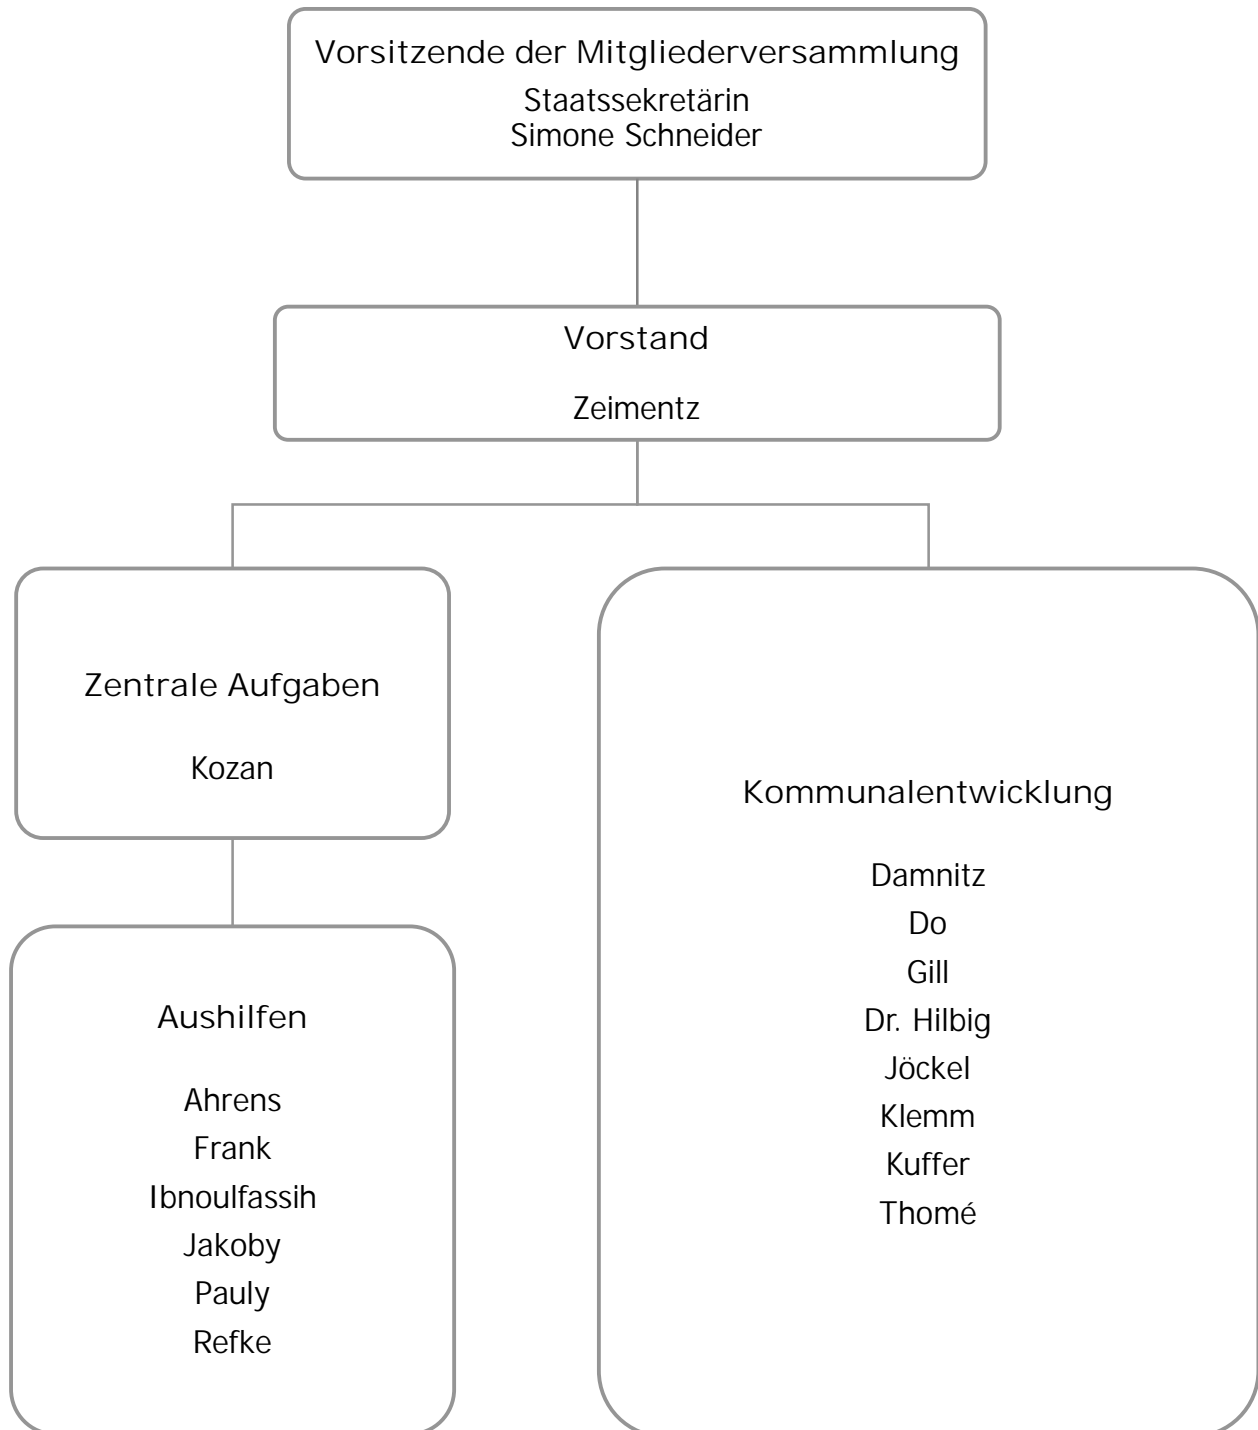 Vorsitzende der Mitgliederversammlung
Staatssekretärin
Simone Schneider
Vorstand
Zeimentz
Zentrale Aufgaben
Kozan
Aushilfen
Ahrens
Frank
Ibnoulfassih
Jakoby
Pauly
Refke
Kommunalentwicklung
Damnitz
Do
Gill
Dr. Hilbig
Jöckel
Klemm
Kuffer
Thomé